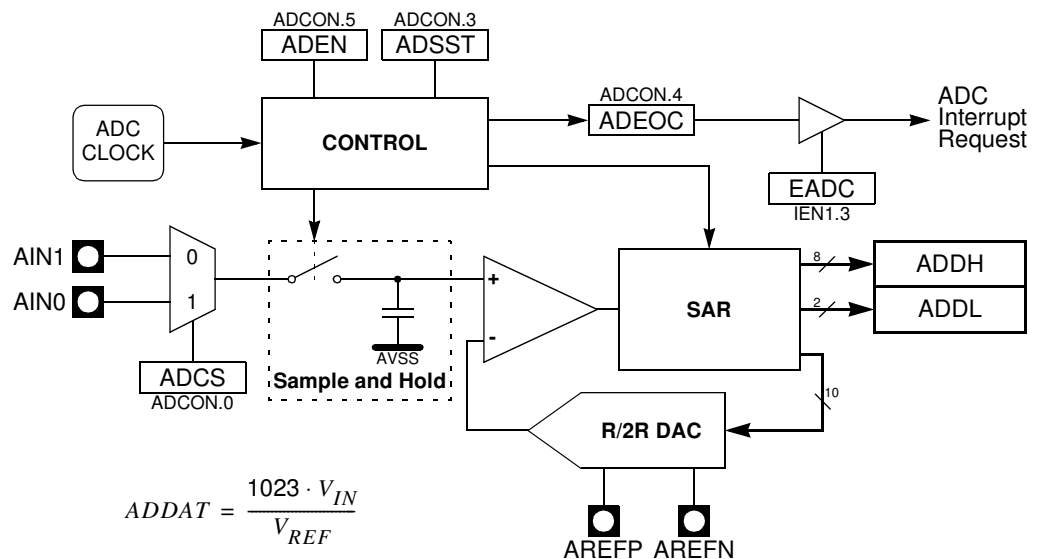 ADCON.5
ADEN
ADCON.3
ADSST
ADC
CLOCK
CONTROL
ADCON.4
ADEOC
ADC
Interrupt
Request
EADC
IEN1.3
AIN1
AIN0
0
1
ADCS
ADCON.0
AVSS
Sample and Hold
+
-
SAR
8
2
ADDH
ADDL
10
R/2R DAC
AREFP AREFN
ADDAT = 1023 · V_IN / V_REF